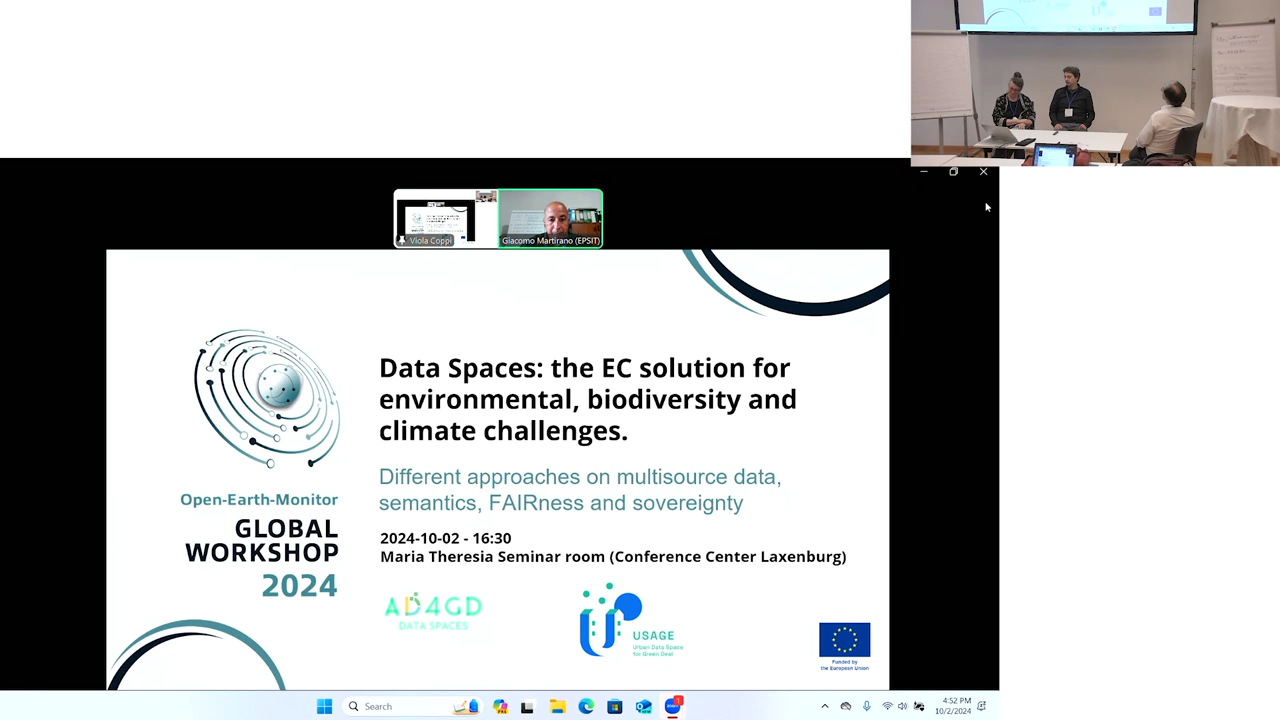 Viola Coppi
Giacomo Martirano (EPSIT)
Data Spaces: the EC solution for
environmental, biodiversity and
climate challenges.
Different approaches on multisource data,
semantics, FAIRness and sovereignty
2024-10-02 - 16:30
Maria Theresia Seminar room (Conference Center Laxenburg)
Open-Earth-Monitor
GLOBAL
WORKSHOP
2024
AD4GD
DATA SPACES
USAGE
Urban Data Space
for Green Deal
Funded by
the European Union
Search
1
4:52 PM
10/2/2024